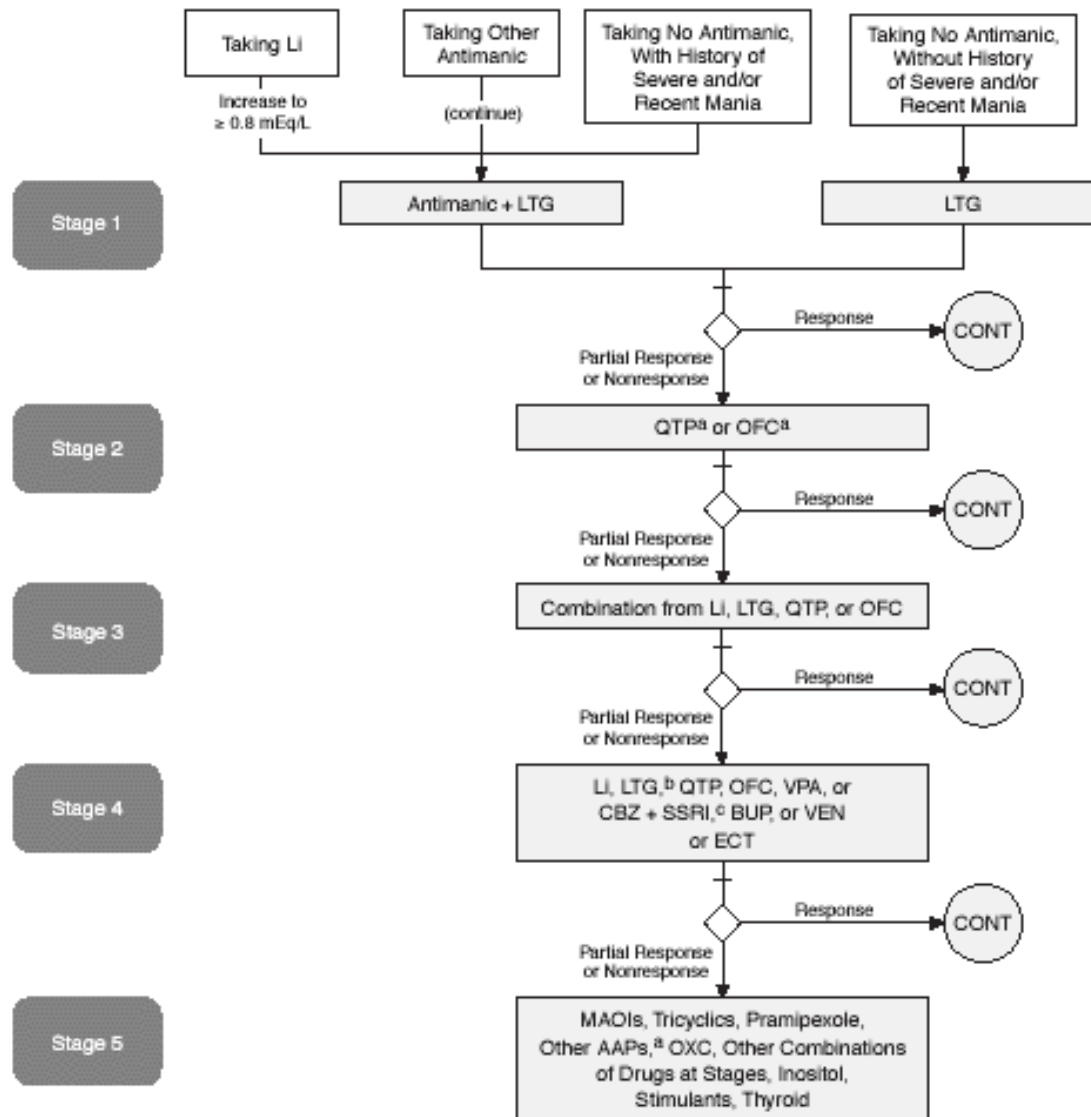 Taking Li
Taking Other
Antimanic
Taking No Antimanic,
With History of
Severe and/or
Recent Mania
Taking No Antimanic,
Without History
of Severe and/or
Recent Mania
Increase to
≥ 0.8 mEq/L
(continue)
Stage 1
Antimanic + LTG
LTG
Response
CONT
Partial Response
or Nonresponse
Stage 2
QTPa or OFCa
Response
CONT
Partial Response
or Nonresponse
Stage 3
Combination from Li, LTG, QTP, or OFC
Response
CONT
Partial Response
or Nonresponse
Stage 4
Li, LTG,b QTP, OFC, VPA, or
CBZ + SSRI,c BUP, or VEN
or ECT
Response
CONT
Partial Response
or Nonresponse
Stage 5
MAOIs, Tricyclics, Pramipexole,
Other AAPs,a OXC, Other Combinations
of Drugs at Stages, Inositol,
Stimulants, Thyroid